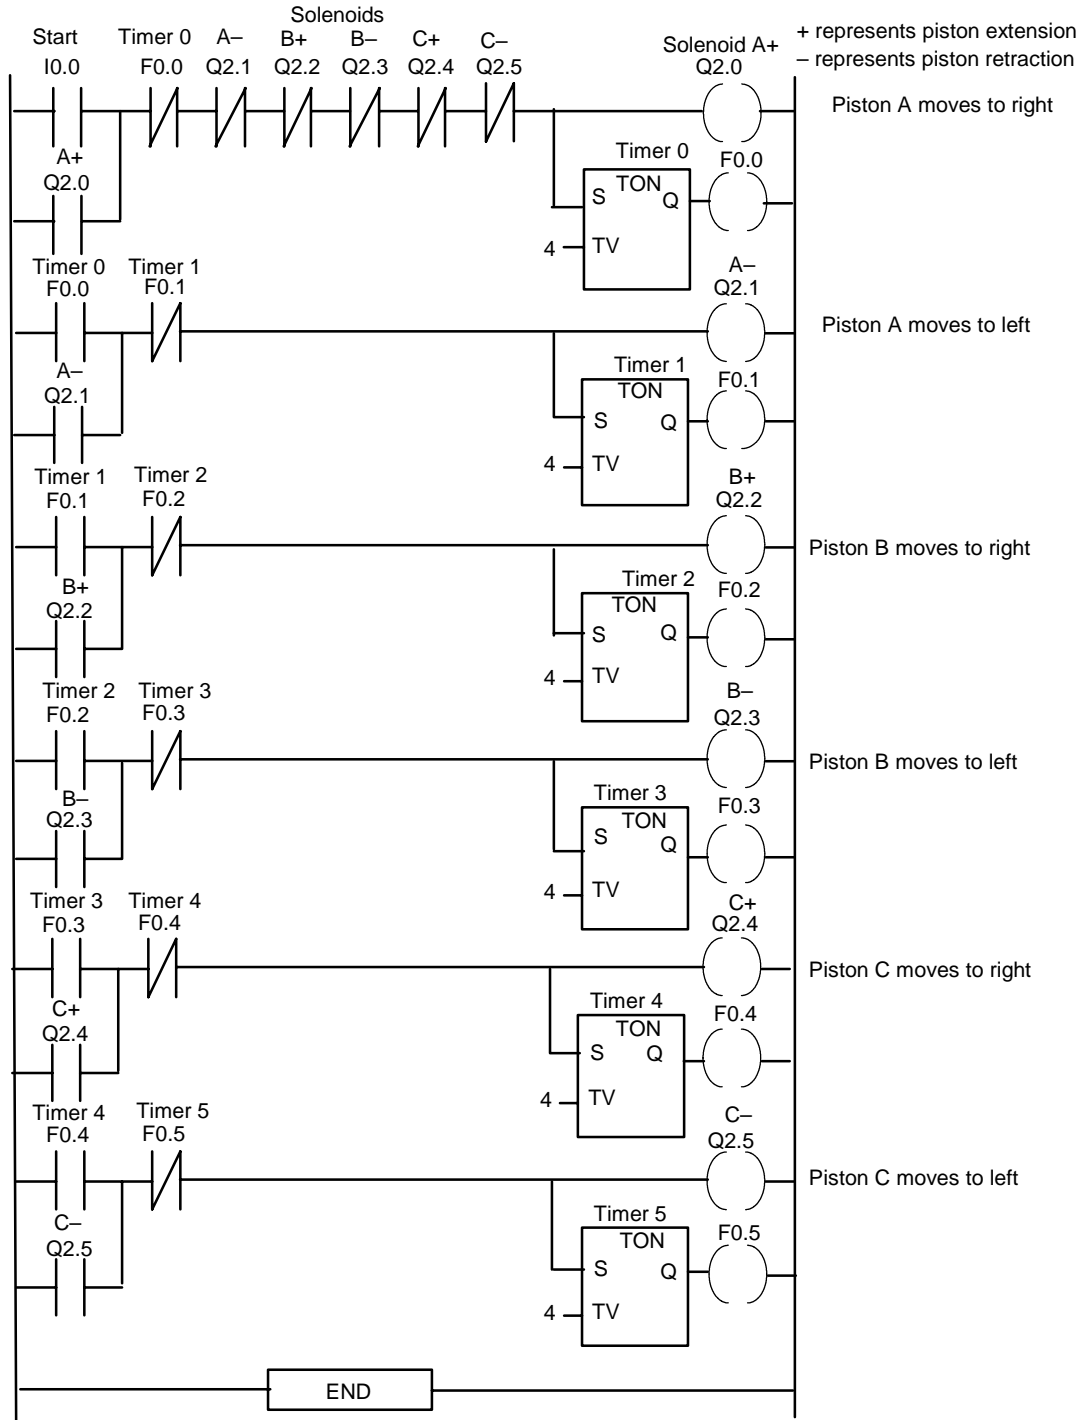 Solenoids
Start Timer 0 A– B+ B– C+ C– Solenoid A+ + represents piston extension
I0.0 F0.0 Q2.1 Q2.2 Q2.3 Q2.4 Q2.5 Q2.0 – represents piston retraction
Piston A moves to right
A+ Timer 0 F0.0
Q2.0 S TON Q
4 TV
Timer 0 Timer 1 A–
F0.0 F0.1 Q2.1
Piston A moves to left
A– Timer 1 F0.1
Q2.1 TON
S Q
4 TV
Timer 1 Timer 2 B+
F0.1 F0.2 Q2.2
Piston B moves to right
B+ Timer 2 F0.2
Q2.2 TON
S Q
4 TV
Timer 2 Timer 3 B–
F0.2 F0.3 Q2.3
Piston B moves to left
B– Timer 3 F0.3
Q2.3 TON
S Q
4 TV
Timer 3 Timer 4 C+
F0.3 F0.4 Q2.4
Piston C moves to right
C+ Timer 4 F0.4
Q2.4 TON
S Q
4 TV
Timer 4 Timer 5 C–
F0.4 F0.5 Q2.5
Piston C moves to left
C– Timer 5 F0.5
Q2.5 TON
S Q
4 TV
END